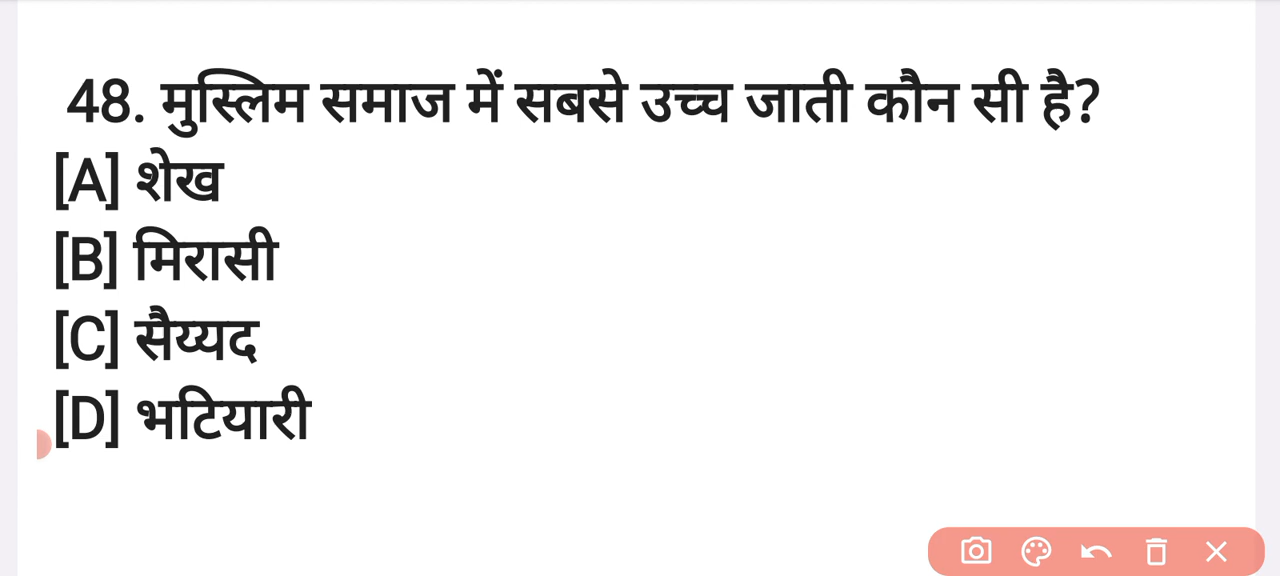 48. मुस्लिम समाज में सबसे उच्च जाती कौन सी है?
[A] शेख
[B] मिरासी
[C] सैय्यद
[D] भटियारी